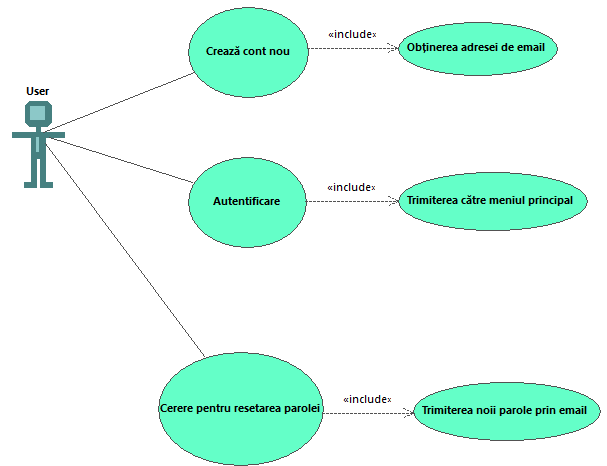 User
Crează cont nou
«include»
Obținerea adresei de email
Autentificare
«include»
Trimiterea către meniul principal
Cerere pentru resetarea parolei
«include»
Trimiterea noii parole prin email